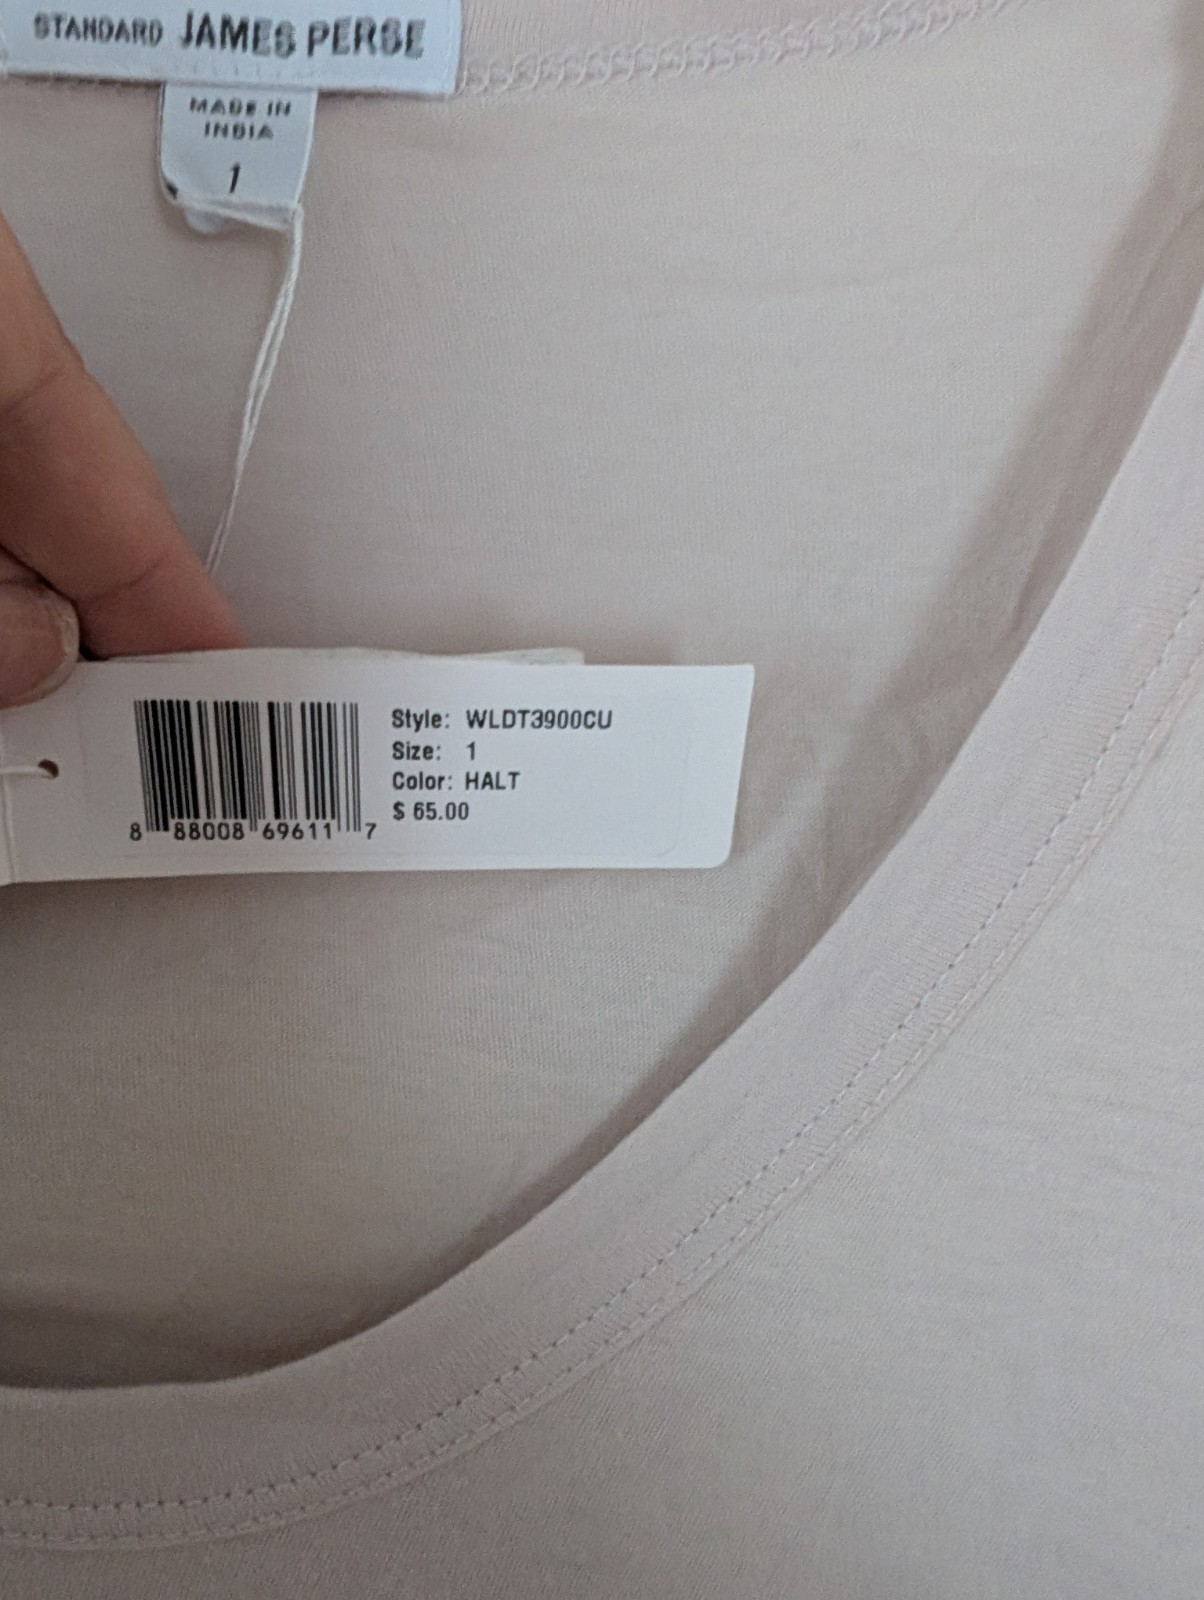 STANDARD JAMES PERSE
MADE IN
INDIA
1
Style: WLDT3900CU
Size: 1
Color: HALT
$ 65.00
8 88008 69611 7